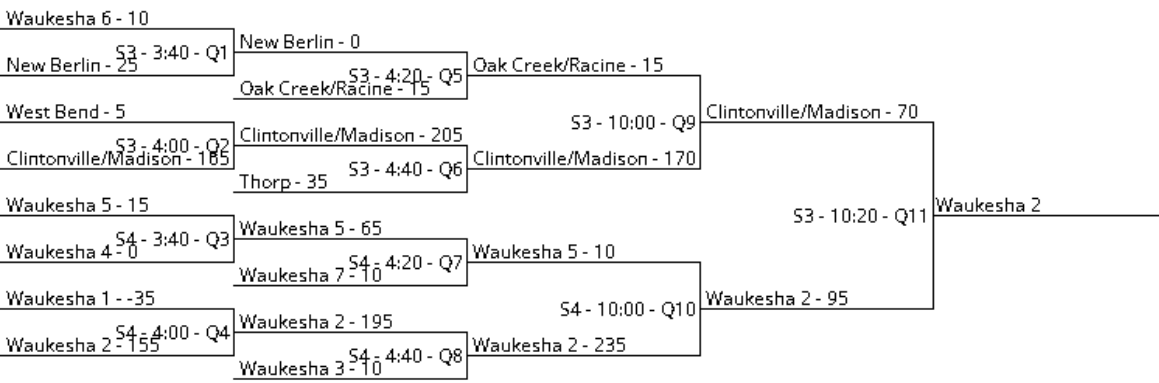 Waukesha 6 - 10
S3 - 3:40 - Q1
New Berlin - 25
West Bend - 5
S3 - 4:00 - Q2
Clintonville/Madison - 165
Waukesha 5 - 15
S4 - 3:40 - Q3
Waukesha 4 - 0
Waukesha 1 - -35
S4 - 4:00 - Q4
Waukesha 2 - 155
New Berlin - 0
S3 - 4:20 - Q5
Oak Creek/Racine - 15
Clintonville/Madison - 205
S3 - 4:40 - Q6
Thorp - 35
Waukesha 5 - 65
S4 - 4:20 - Q7
Waukesha 7 - 10
Waukesha 2 - 195
S4 - 4:40 - Q8
Waukesha 3 - 10
Oak Creek/Racine - 15
S3 - 10:00 - Q9
Clintonville/Madison - 170
Waukesha 5 - 10
S4 - 10:00 - Q10
Waukesha 2 - 235
Clintonville/Madison - 70
S3 - 10:20 - Q11
Waukesha 2 - 95
Waukesha 2